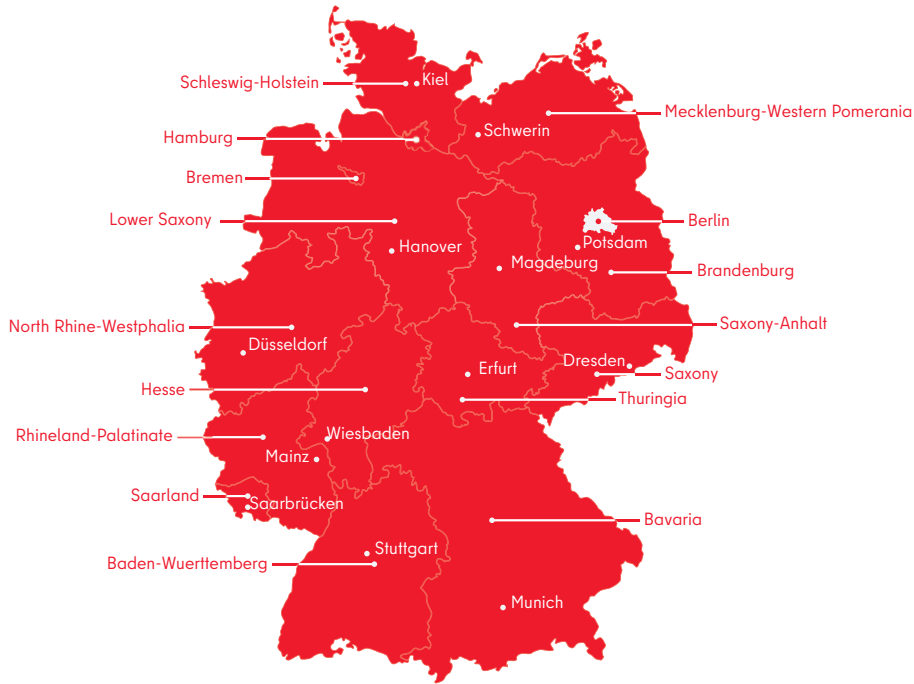 Schleswig-Holstein
Kiel
Mecklenburg-Western Pomerania
Schwerin
Hamburg
Bremen
Lower Saxony
Berlin
Hanover
Potsdam
Magdeburg
Brandenburg
North Rhine-Westphalia
Saxony-Anhalt
Düsseldorf
Erfurt
Dresden
Saxony
Hesse
Thuringia
Rhineland-Palatinate
Wiesbaden
Mainz
Saarland
Saarbrücken
Bavaria
Stuttgart
Baden-Wuerttemberg
Munich